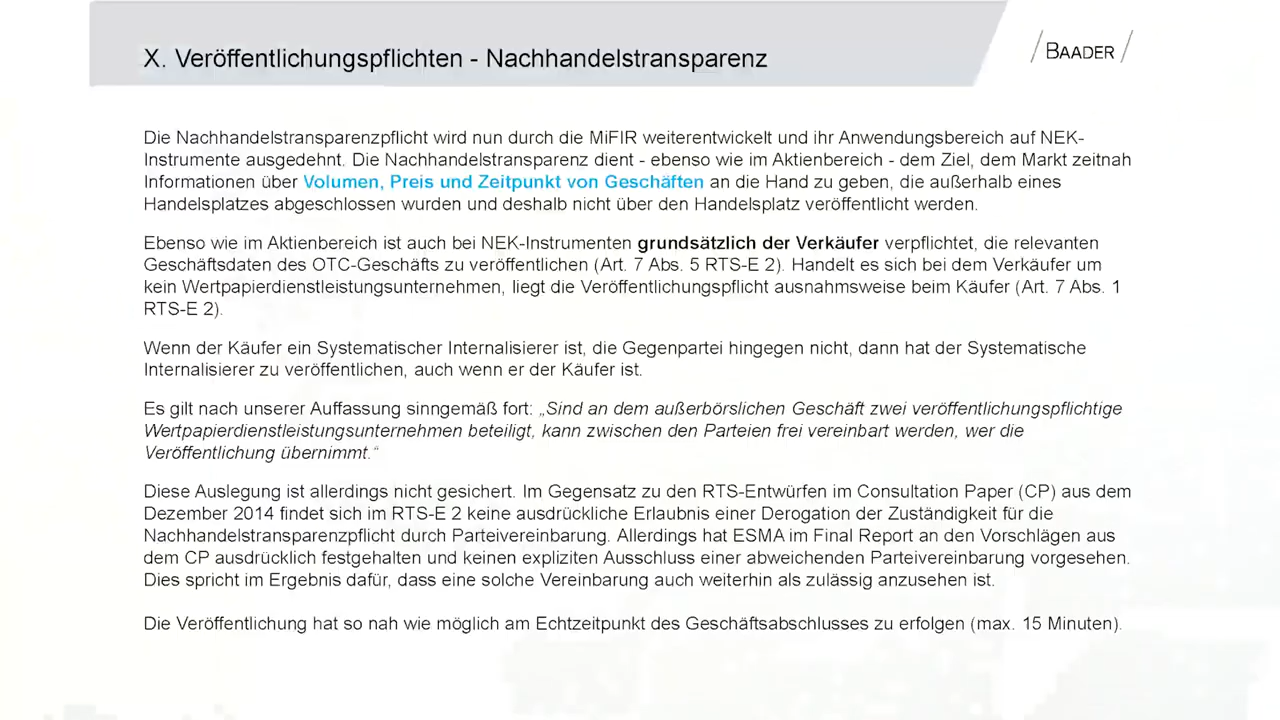 X. Veröffentlichungspflichten - Nachhandelstransparenz
/ BAADER /
Die Nachhandelstransparenzpflicht wird nun durch die MiFIR weiterentwickelt und ihr Anwendungsbereich auf NEK-
Instrumente ausgedehnt. Die Nachhandelstransparenz dient - ebenso wie im Aktienbereich - dem Ziel, dem Markt zeitnah
Informationen über Volumen, Preis und Zeitpunkt von Geschäften an die Hand zu geben, die außerhalb eines
Handelsplatzes abgeschlossen wurden und deshalb nicht über den Handelsplatz veröffentlicht werden.
Ebenso wie im Aktienbereich ist auch bei NEK-Instrumenten grundsätzlich der Verkäufer verpflichtet, die relevanten
Geschäftsdaten des OTC-Geschäfts zu veröffentlichen (Art. 7 Abs. 5 RTS-E 2). Handelt es sich bei dem Verkäufer um
kein Wertpapierdienstleistungsunternehmen, liegt die Veröffentlichungspflicht ausnahmsweise beim Käufer (Art. 7 Abs. 1
RTS-E 2).
Wenn der Käufer ein Systematischer Internalisierer ist, die Gegenpartei hingegen nicht, dann hat der Systematische
Internalisierer zu veröffentlichen, auch wenn er der Käufer ist.
Es gilt nach unserer Auffassung sinngemäß fort: „Sind an dem außerbörslichen Geschäft zwei veröffentlichungspflichtige
Wertpapierdienstleistungsunternehmen beteiligt, kann zwischen den Parteien frei vereinbart werden, wer die
Veröffentlichung übernimmt.“
Diese Auslegung ist allerdings nicht gesichert. Im Gegensatz zu den RTS-Entwürfen im Consultation Paper (CP) aus dem
Dezember 2014 findet sich im RTS-E 2 keine ausdrückliche Erlaubnis einer Derogation der Zuständigkeit für die
Nachhandelstransparenzpflicht durch Parteivereinbarung. Allerdings hat ESMA im Final Report an den Vorschlägen aus
dem CP ausdrücklich festgehalten und keinen expliziten Ausschluss einer abweichenden Parteivereinbarung vorgesehen.
Dies spricht im Ergebnis dafür, dass eine solche Vereinbarung auch weiterhin als zulässig anzusehen ist.
Die Veröffentlichung hat so nah wie möglich am Echtzeitpunkt des Geschäftsabschlusses zu erfolgen (max. 15 Minuten).